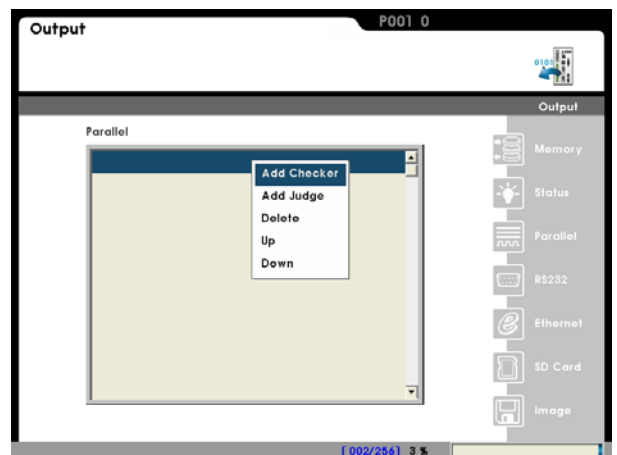 Output
P001 0
0101
Output
Parallel
Add Checker
Add Judge
Delete
Up
Down
Memory
Status
Parallel
RS232
Ethernet
SD Card
Image
[002/256] 3 %